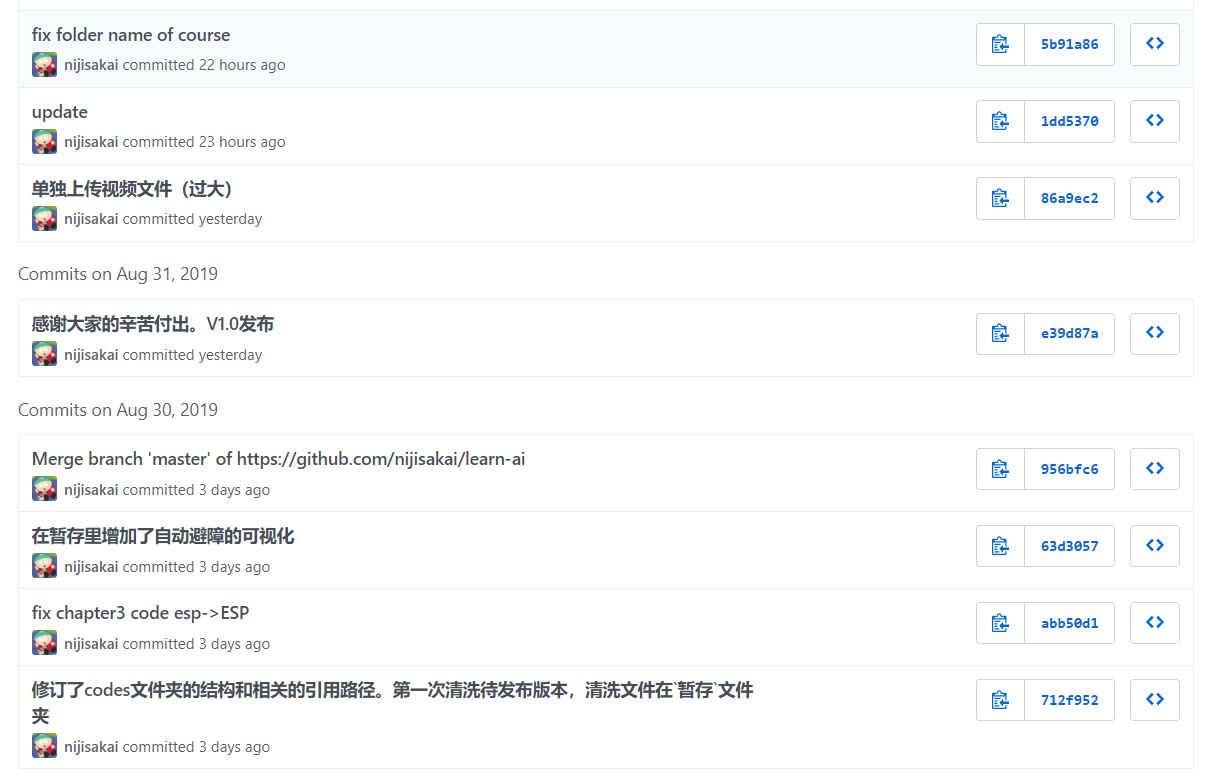 fix folder name of course
5b91a86
nijisakai committed 22 hours ago
update
1dd5370
nijisakai committed 23 hours ago
单独上传视频文件（过大）
86a9ec2
nijisakai committed yesterday
Commits on Aug 31, 2019
感谢大家的辛苦付出。V1.0发布
e39d87a
nijisakai committed yesterday
Commits on Aug 30, 2019
Merge branch 'master' of https://github.com/nijisakai/learn-ai
956bfc6
nijisakai committed 3 days ago
在暂存里增加了自动避障的可视化
63d3057
nijisakai committed 3 days ago
fix chapter3 code esp->ESP
abb50d1
nijisakai committed 3 days ago
修订了codes文件夹的结构和相关的引用路径。第一次清洗待发布版本，清洗文件在`暂存`文件
夹
712f952
nijisakai committed 3 days ago